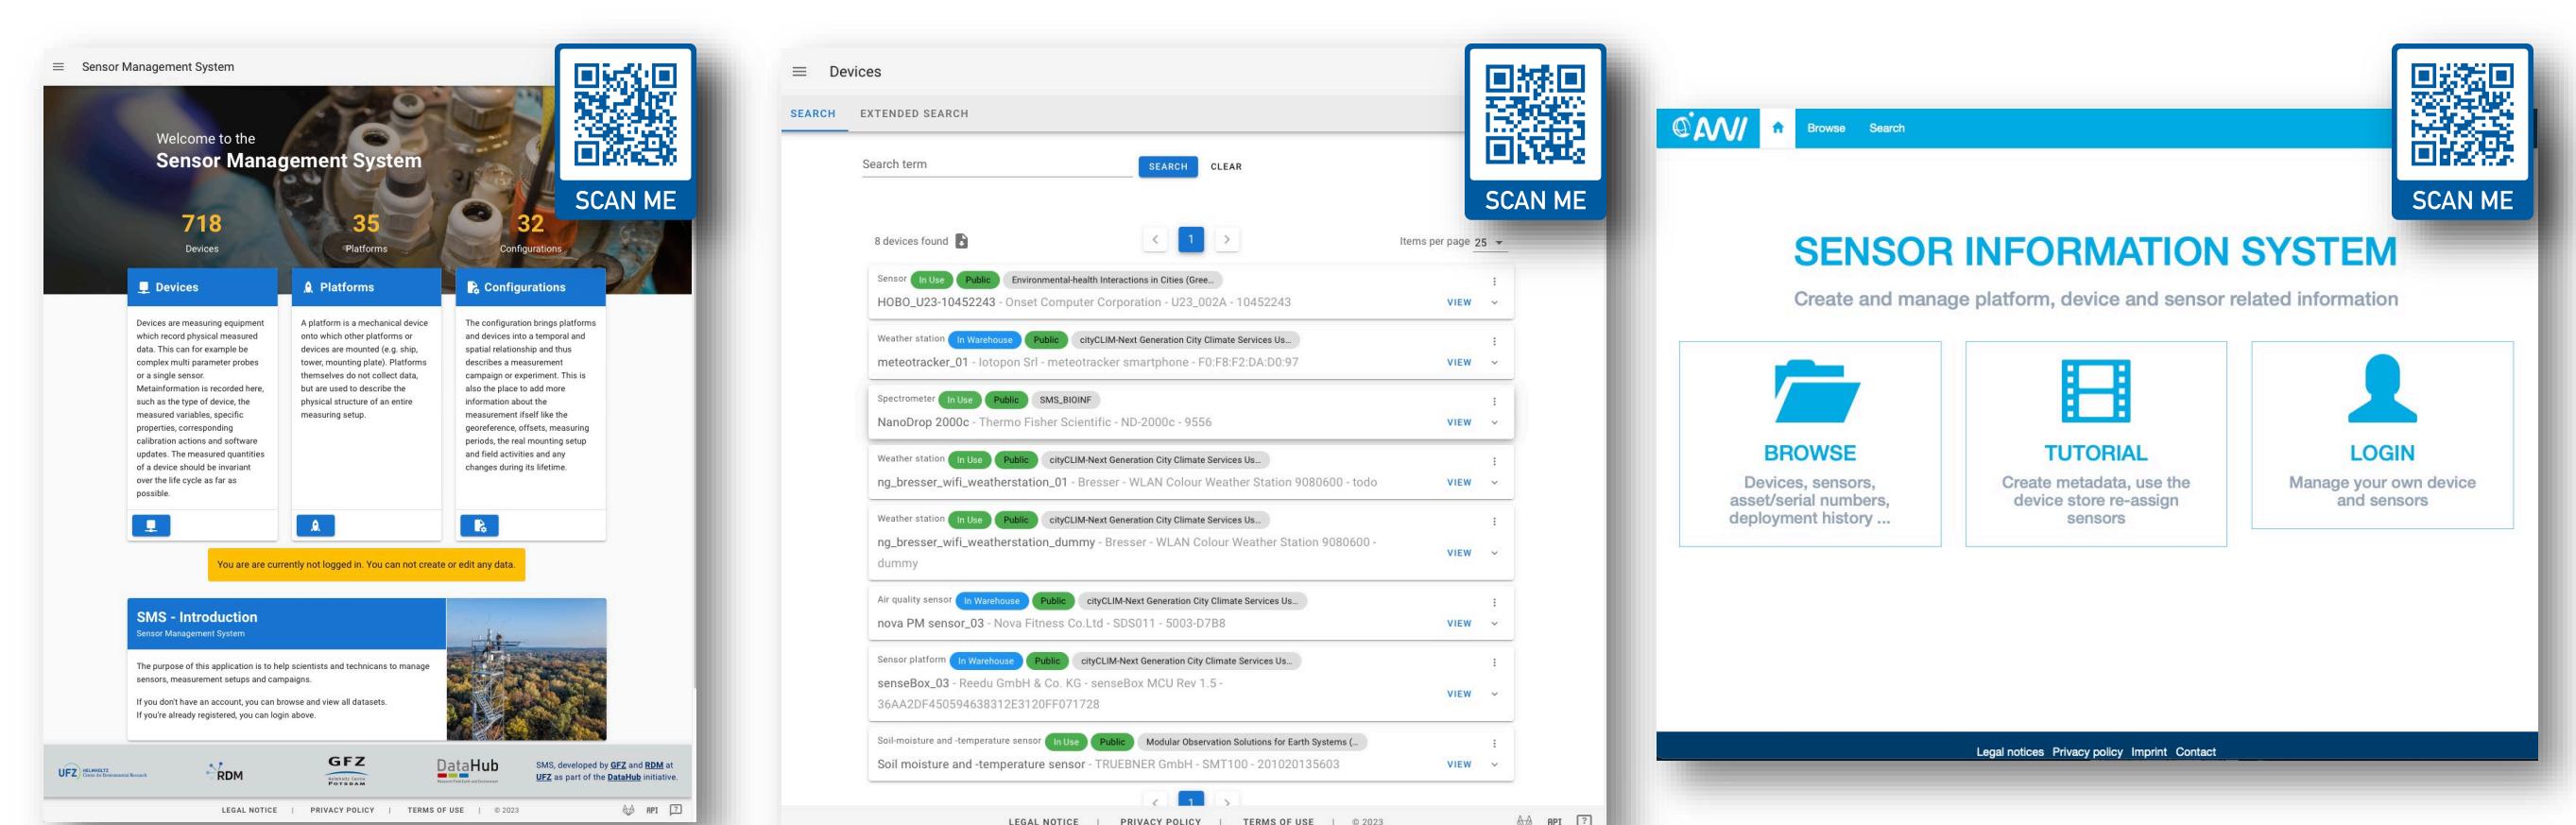 Sensor Management System
SCAN ME
Welcome to the
Sensor Management System
718
Devices
35
Platforms
32
Configurations
Devices
Devices are measuring equipment
which record physical measured
data. This can for example be
complex multi parameter probes
or a single sensor.
Metainformation is recorded here,
such as the type of device, the
measured variables, specific
properties, corresponding
calibration actions and software
updates. The measured quantities
of a device should be invariant
over the life cycle as far as
possible.
Platforms
A platform is a mechanical device
onto which other platforms or
devices are mounted (e.g. ship,
tower, mounting plate). Platforms
themselves do not collect data,
but are used to describe the
physical structure of an entire
measuring setup.
Configurations
The configuration brings platforms
and devices into a temporal and
spatial relationship and thus
describes a measurement
campaign or experiment. This is
also the place to add more
information about the
measurement ifself like the
georeference, offsets, measuring
periods, the real mounting setup
and field activities and any
changes during its lifetime.
You are are currently not logged in. You can not create or edit any data.
SMS - Introduction
Sensor Management System
The purpose of this application is to help scientists and technicans to manage
sensors, measurement setups and campaigns.
If you don't have an account, you can browse and view all datasets.
If you're already registered, you can login above.
UFZ HELMHOLTZ
RDM
GFZ
POTSDAM
DataHub
SMS, developed by GFZ and RDM at
UFZ as part of the DataHub initiative.
LEGAL NOTICE | PRIVACY POLICY | TERMS OF USE | © 2023
API
Devices
SCAN ME
SEARCH EXTENDED SEARCH
Search term SEARCH CLEAR
8 devices found < 1 > Items per page 25
Sensor In Use Public Environmental-health Interactions in Cities (Gree...
HOBO_U23-10452243 - Onset Computer Corporation - U23_002A - 10452243 VIEW
Weather station In Warehouse Public cityCLIM-Next Generation City Climate Services Us...
meteotracker_01 - Iotopon Srl - meteotracker smartphone - F0:F8:F2:DA:D0:97 VIEW
Spectrometer In Use Public SMS_BIOINF
NanoDrop 2000c - Thermo Fisher Scientific - ND-2000c - 9556 VIEW
Weather station In Use Public cityCLIM-Next Generation City Climate Services Us...
ng_bresser_wifi_weatherstation_01 - Bresser - WLAN Colour Weather Station 9080600 - todo VIEW
Weather station In Use Public cityCLIM-Next Generation City Climate Services Us...
ng_bresser_wifi_weatherstation_dummy - Bresser - WLAN Colour Weather Station 9080600 -
dummy VIEW
Air quality sensor In Warehouse Public cityCLIM-Next Generation City Climate Services Us...
nova PM sensor_03 - Nova Fitness Co.Ltd - SDS011 - 5003-D7B8 VIEW
Sensor platform In Warehouse Public cityCLIM-Next Generation City Climate Services Us...
senseBox_03 - Reedu GmbH & Co. KG - senseBox MCU Rev 1.5 -
36AA2DF450594638312E3120FF071728 VIEW
Soil-moisture and -temperature sensor In Use Public Modular Observation Solutions for Earth Systems (...
Soil moisture and -temperature sensor - TRUEBNER GmbH - SMT100 - 201020135603 VIEW
< 1 >
LEGAL NOTICE | PRIVACY POLICY | TERMS OF USE | © 2023
API
AWI Browse Search
SCAN ME
SENSOR INFORMATION SYSTEM
Create and manage platform, device and sensor related information
BROWSE
Devices, sensors,
asset/serial numbers,
deployment history ...
TUTORIAL
Create metadata, use the
device store re-assign
sensors
LOGIN
Manage your own device
and sensors
Legal notices Privacy policy Imprint Contact